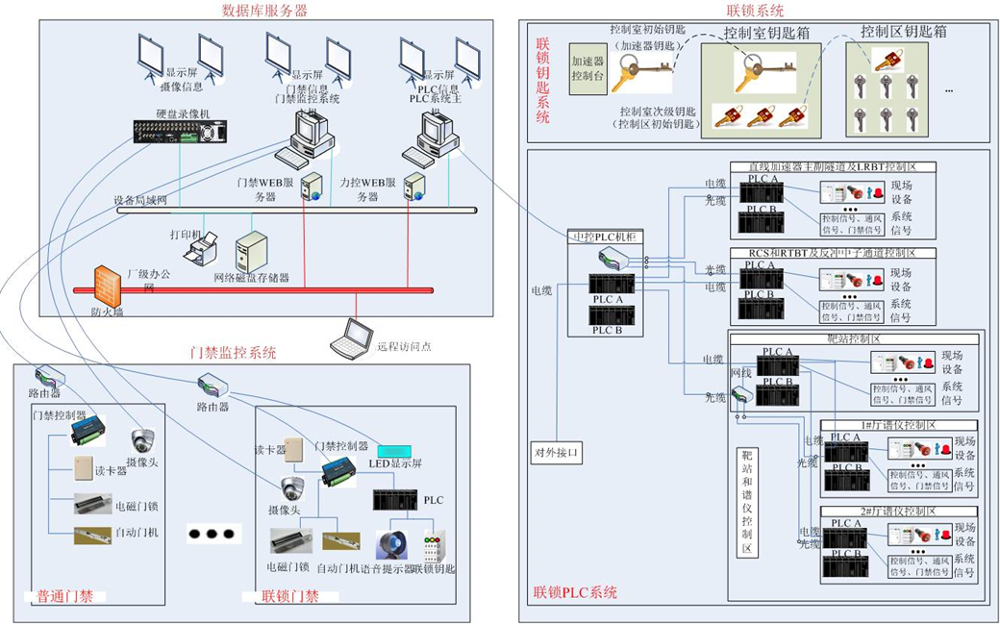 数据库服务器
显示屏
摄像信息
显示屏
门禁信息
门禁监控系统
显示屏
PLC信息
PLC系统主
硬盘录像机
门禁WEB服
务器
力控WEB服
务器
设备局域网
打印机
网络磁盘存储器
厂级办公
网
防火墙
远程访问点
门禁监控系统
路由器
路由器
门禁控制器
摄像头
读卡器
电磁门锁
自动门机
普通门禁
读卡器
门禁控制器
LED显示屏
摄像头
PLC
电磁门锁
自动门机
语音提示器
联锁钥匙
联锁门禁
联锁系统
联锁钥匙系统
加速器
控制台
控制室初始钥匙
(加速器钥匙)
控制室次级钥匙
(控制区初始钥匙)
控制室钥匙箱
控制区钥匙箱
...
中控PLC机柜
PLC A
PLC B
电缆
对外接口
直线加速器主副隧道及LRBT控制区
电缆
光缆
PLC A
PLC B
现场
设备
控制信号、通风
信号、门禁信号
系统
信号
RCS和RTBT及反冲中子通道控制区
光缆
电缆
PLC A
PLC B
现场
设备
控制信号、通风
信号、门禁信号
系统
信号
靶站控制区
电缆
网线
光缆
PLC A
PLC B
现场
设备
控制信号、通风
信号、门禁信号
系统
信号
靶站和谱仪控制区
1#厅谱仪控制区
电缆
光缆
PLC A
PLC B
现场
设备
控制信号、通风
信号、门禁信号
系统
信号
2#厅谱仪控制区
电缆
光缆
PLC A
PLC B
现场
设备
控制信号、通风
信号、门禁信号
系统
信号
联锁PLC系统